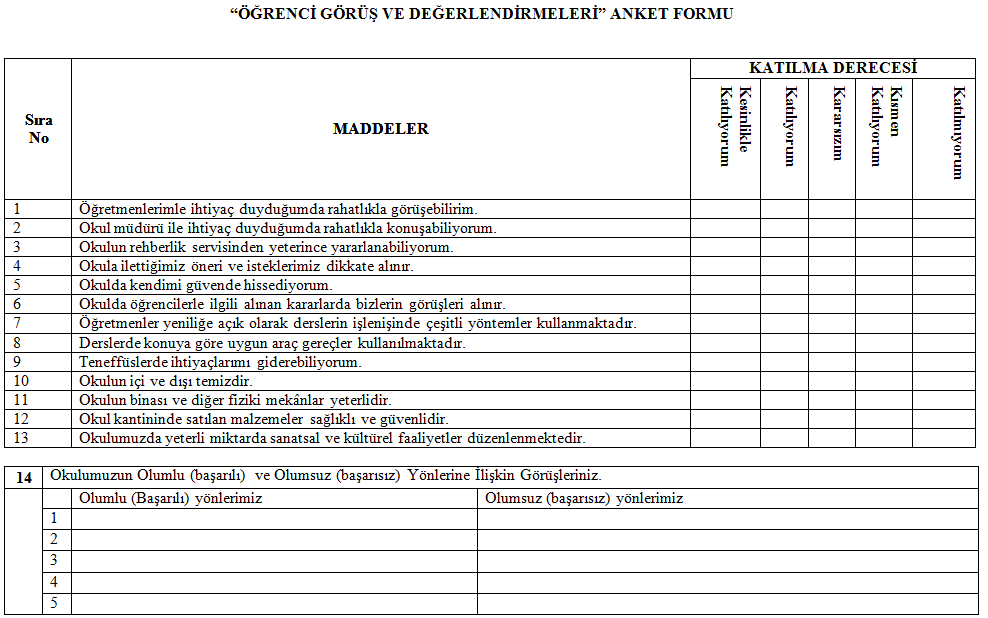 “ÖĞRENCİ GÖRÜŞ VE DEĞERLENDİRMELERİ” ANKET FORMU
Sıra No
MADDELER
KATILMA DERECESİ
Kesinlikle Katılıyorum
Katılıyorum
Kararsızım
Kısmen Katılıyorum
Katılmıyorum
1 Öğretmenlerimle ihtiyaç duyduğumda rahatlıkla görüşebilirim.
2 Okul müdürü ile ihtiyaç duyduğumda rahatlıkla konuşabiliyorum.
3 Okulun rehberlik servisinden yeterince yararlanabiliyorum.
4 Okula ilettiğimiz öneri ve isteklerimiz dikkate alınır.
5 Okulda kendimi güvende hissediyorum.
6 Okulda öğrencilerle ilgili alınan kararlarda bizlerin görüşleri alınır.
7 Öğretmenler yeniliğe açık olarak derslerin işlenişinde çeşitli yöntemler kullanmaktadır.
8 Derslerde konuya göre uygun araç gereçler kullanılmaktadır.
9 Teneffüslerde ihtiyaçlarımı giderebiliyorum.
10 Okulun içi ve dışı temizdir.
11 Okulun binası ve diğer fiziki mekânlar yeterlidir.
12 Okul kantininde satılan malzemeler sağlıklı ve güvenlidir.
13 Okulumuzda yeterli miktarda sanatsal ve kültürel faaliyetler düzenlenmektedir.
14 Okulumuzun Olumlu (başarılı) ve Olumsuz (başarısız) Yönlerine İlişkin Görüşleriniz.
Olumlu (Başarılı) yönlerimiz Olumsuz (başarısız) yönlerimiz
1
2
3
4
5